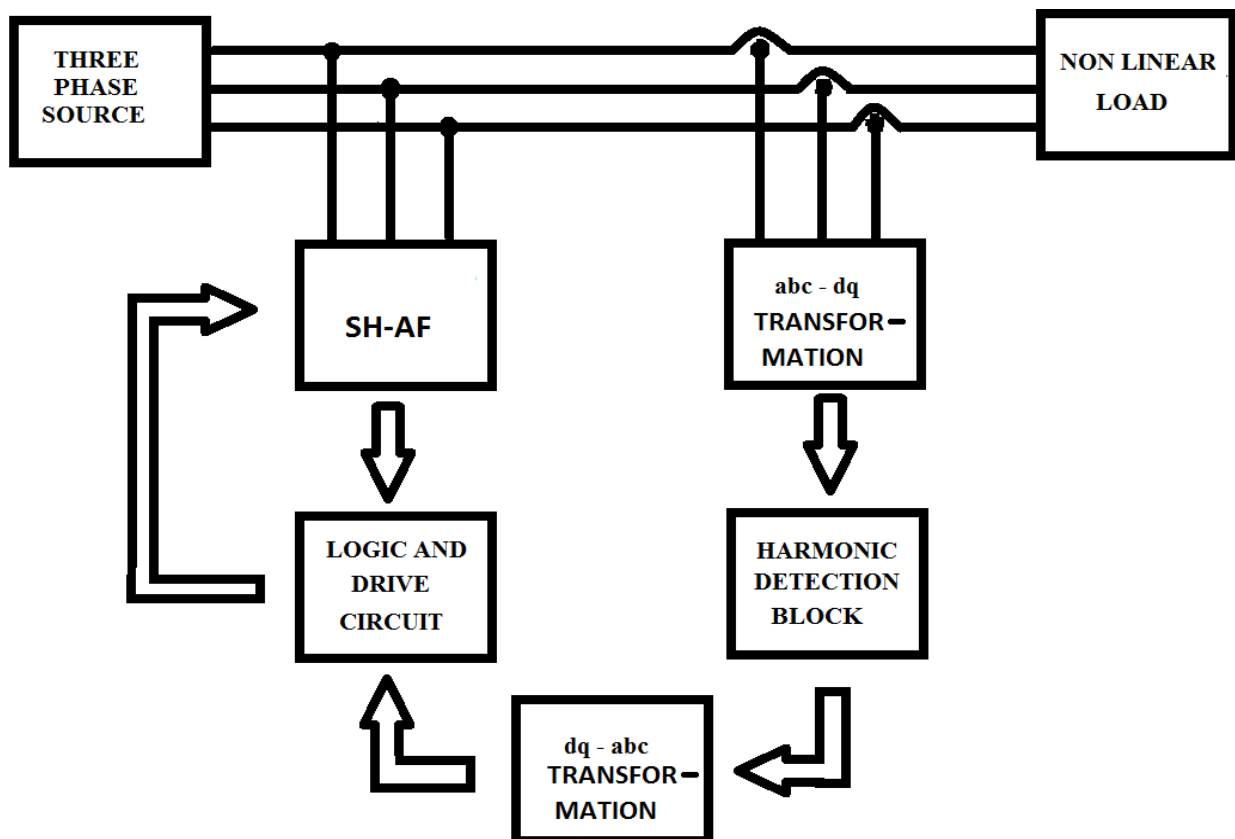 THREE
PHASE
SOURCE
NON LINEAR
LOAD
SH-AF
abc - dq
TRANSFOR-
MATION
LOGIC AND
DRIVE
CIRCUIT
HARMONIC
DETECTION
BLOCK
dq - abc
TRANSFOR-
MATION